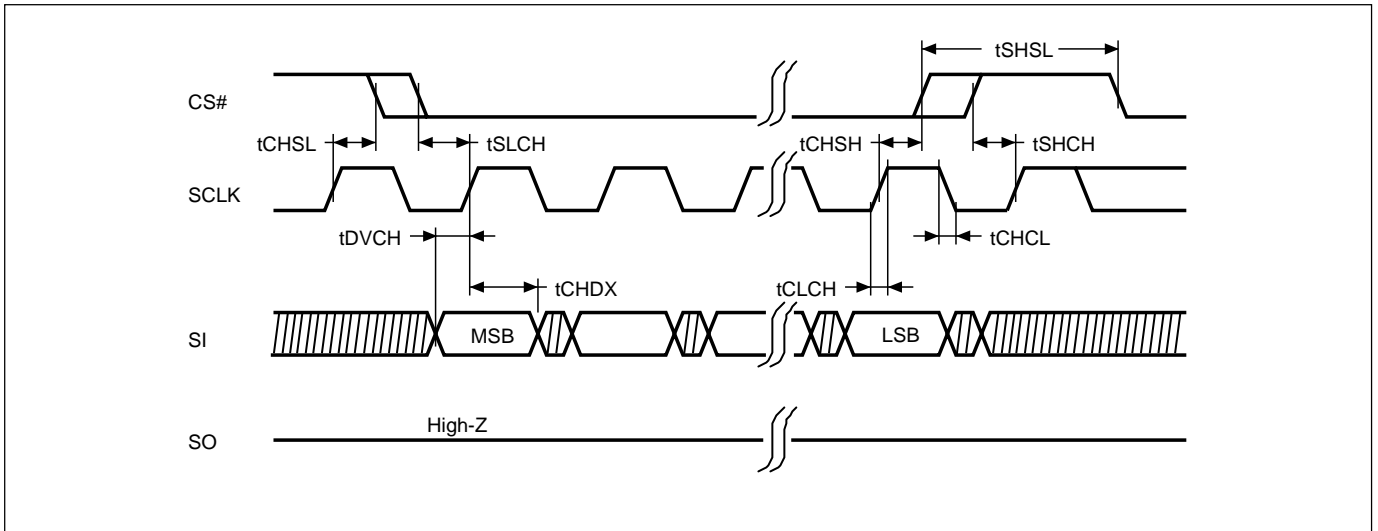 tSHSL
CS#
tCHSL
tSLCH
tCHSH
tSHCH
SCLK
tDVCH
tCHCL
tCHDX
tCLCH
SI
MSB
LSB
High-Z
SO